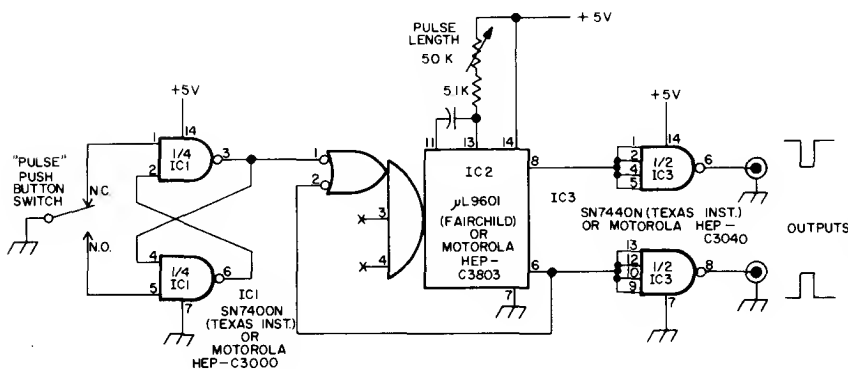 +5V
PULSE
LENGTH
50 K
51K
+5V
14
1
1/4
IC1
3
2
"PULSE"
PUSH
BUTTON
SWITCH
N.C.
N.O.
4
1/4
IC1
6
5
7
IC1
SN7400N
(TEXAS INST.)
OR
MOTOROLA
HEP-C3000
1
2
3
4
11
13
14
IC2
8
μL9601
(FAIRCHILD)
OR
MOTOROLA
HEP-
C3803
6
7
+5V
14
1
2
4
5
1/2
IC3
6
IC3
SN7440N (TEXAS INST.)
OR MOTOROLA HEP-
C3040
OUTPUTS
13
12
10
9
1/2
IC3
8
7